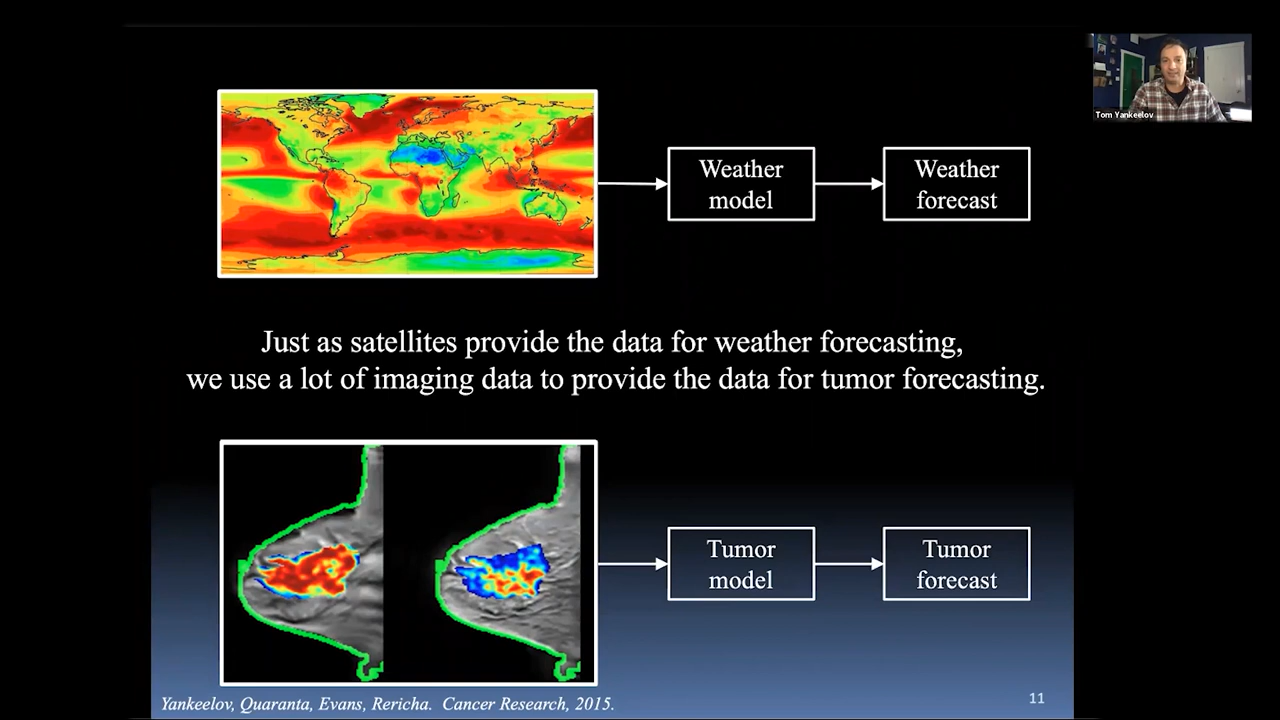 Tom Yankeelov
Weather
model
Weather
forecast
Just as satellites provide the data for weather forecasting,
we use a lot of imaging data to provide the data for tumor forecasting.
Tumor
model
Tumor
forecast
Yankeelov, Quaranta, Evans, Rericha. Cancer Research, 2015.
11